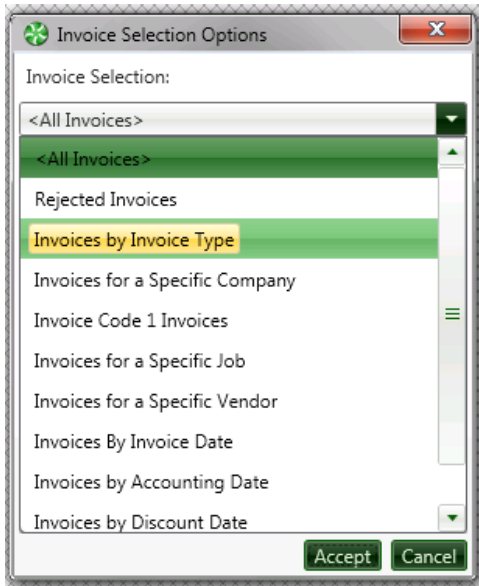 Invoice Selection Options
Invoice Selection:
<All Invoices>
<All Invoices>
Rejected Invoices
Invoices by Invoice Type
Invoices for a Specific Company
Invoice Code 1 Invoices
Invoices for a Specific Job
Invoices for a Specific Vendor
Invoices By Invoice Date
Invoices by Accounting Date
Invoices by Discount Date
Accept Cancel